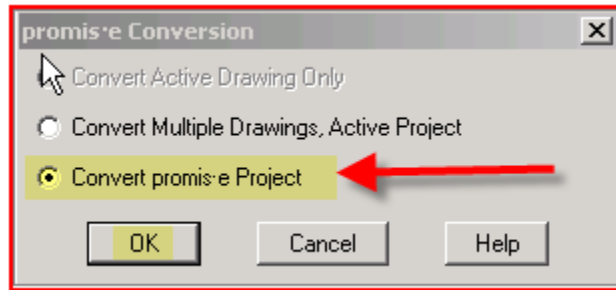 promis·e Conversion
Convert Active Drawing Only
Convert Multiple Drawings, Active Project
Convert promis·e Project
OK
Cancel
Help